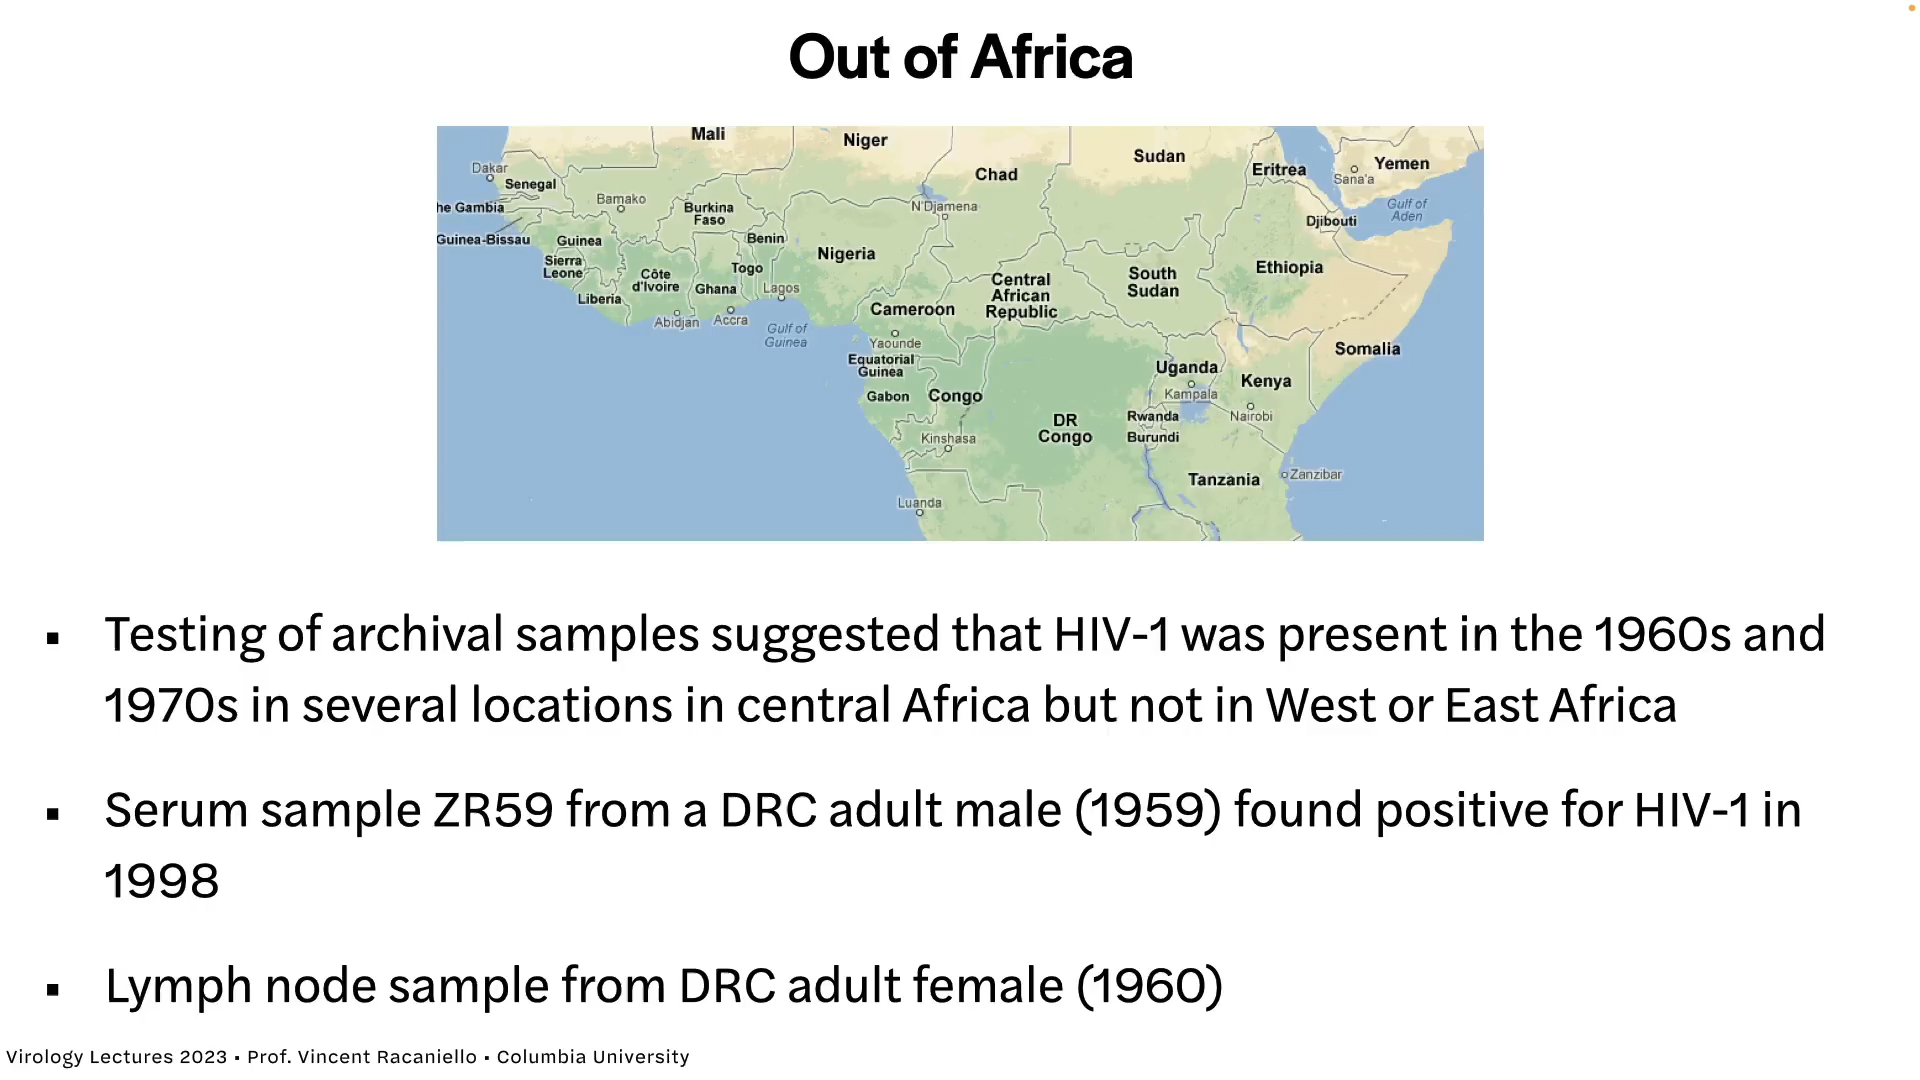 Out of Africa
Mali
Niger
Chad
Sudan
Eritrea
Yemen
Sana'a
Dakar
Senegal
he Gambia
Guinea-Bissau
Bamako
Burkina
Faso
N'Djamena
Gulf of
Aden
Djibouti
Guinea
Benin
Nigeria
Sierra
Leone
Côte
d'Ivoire
Togo
Ghana
Lagos
Liberia
Abidjan
Accra
Gulf of
Guinea
Cameroon
Central
African
Republic
South
Sudan
Ethiopia
Yaounde
Equatorial
Guinea
Somalia
Uganda
Kampala
Kenya
Nairobi
Gabon
Congo
DR
Congo
Rwanda
Burundi
Kinshasa
Tanzania
Zanzibar
Luanda
▪ Testing of archival samples suggested that HIV-1 was present in the 1960s and
1970s in several locations in central Africa but not in West or East Africa
▪ Serum sample ZR59 from a DRC adult male (1959) found positive for HIV-1 in
1998
▪ Lymph node sample from DRC adult female (1960)
Virology Lectures 2023 • Prof. Vincent Racaniello • Columbia University